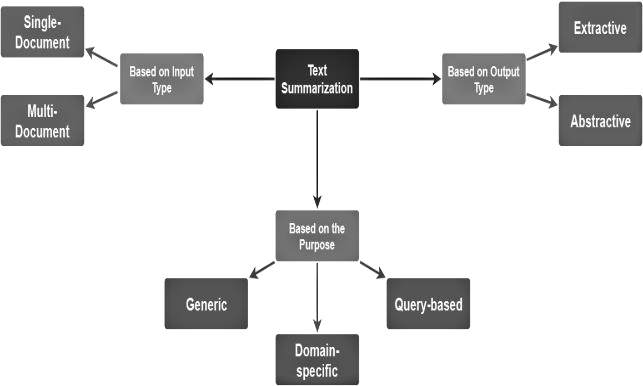 Single-
Document
Multi-
Document
Based on Input
Type
Text
Summarization
Based on Output
Type
Extractive
Abstractive
Based on the
Purpose
Generic
Domain-
specific
Query-based